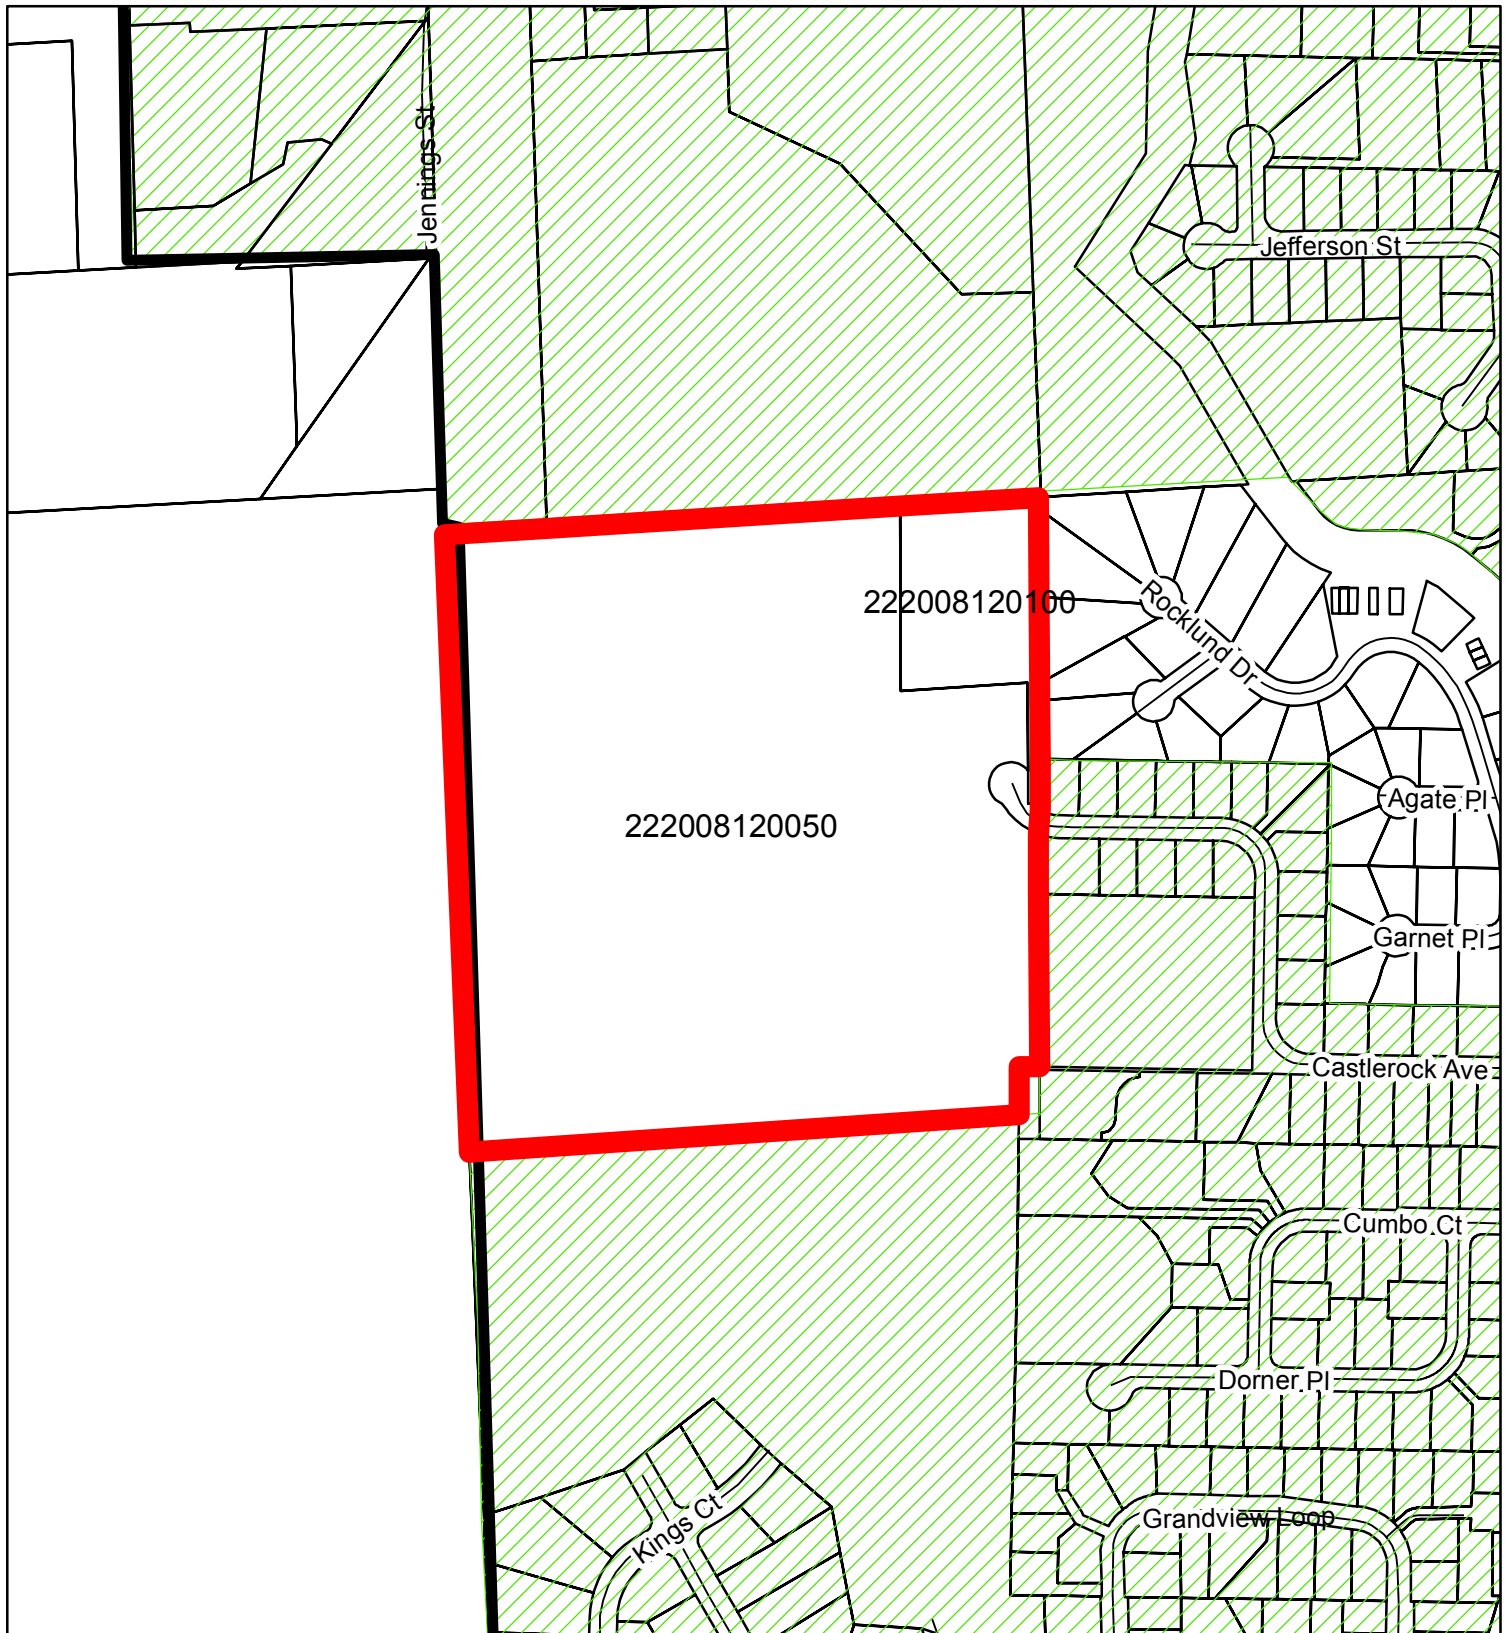 Jennings St
Jefferson St
222008120100
Rocklund Dr
Agate Pl
222008120050
Garnet Pl
Castlerock Ave
Cumbo Ct
Dorner Pl
Grandview Loop
Kings Ct